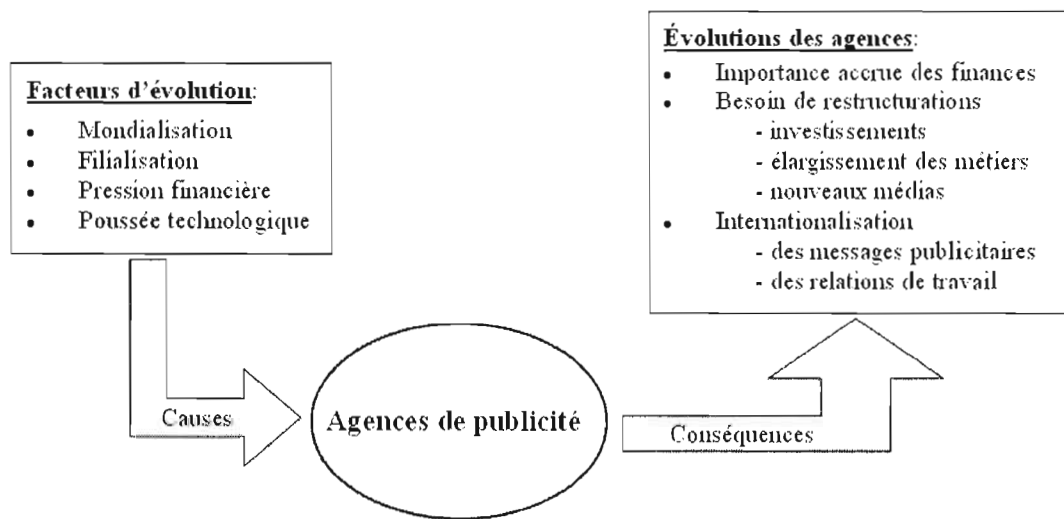 Facteurs d'évolution:
• Mondialisation
• Filialisation
• Pression financière
• Poussée technologique
Causes
Agences de publicité
Conséquences
Évolutions des agences:
• Importance accrue des finances
• Besoin de restructurations
- investissements
- élargissement des métiers
- nouveaux médias
• Internationalisation
- des messages publicitaires
- des relations de travail